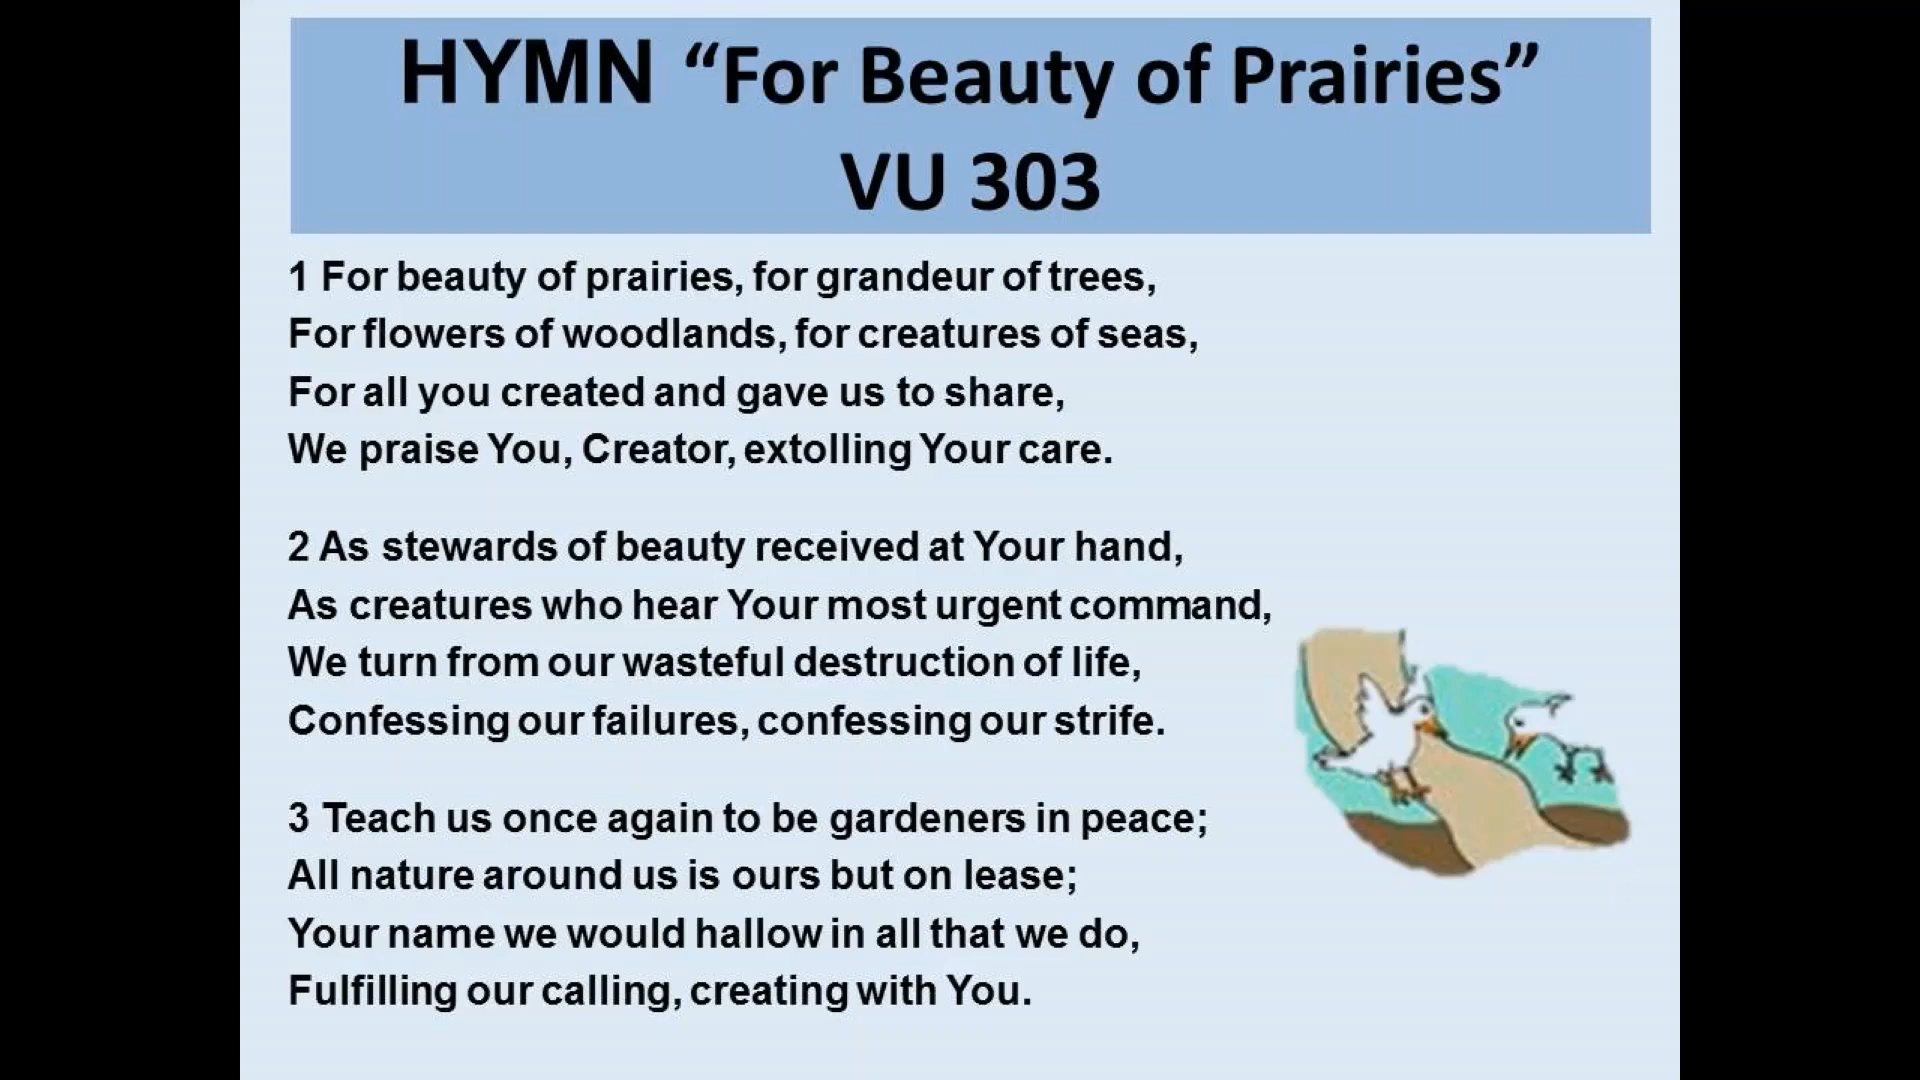 HYMN “For Beauty of Prairies”
VU 303
1 For beauty of prairies, for grandeur of trees,
For flowers of woodlands, for creatures of seas,
For all you created and gave us to share,
We praise You, Creator, extolling Your care.
2 As stewards of beauty received at Your hand,
As creatures who hear Your most urgent command,
We turn from our wasteful destruction of life,
Confessing our failures, confessing our strife.
3 Teach us once again to be gardeners in peace;
All nature around us is ours but on lease;
Your name we would hallow in all that we do,
Fulfilling our calling, creating with You.